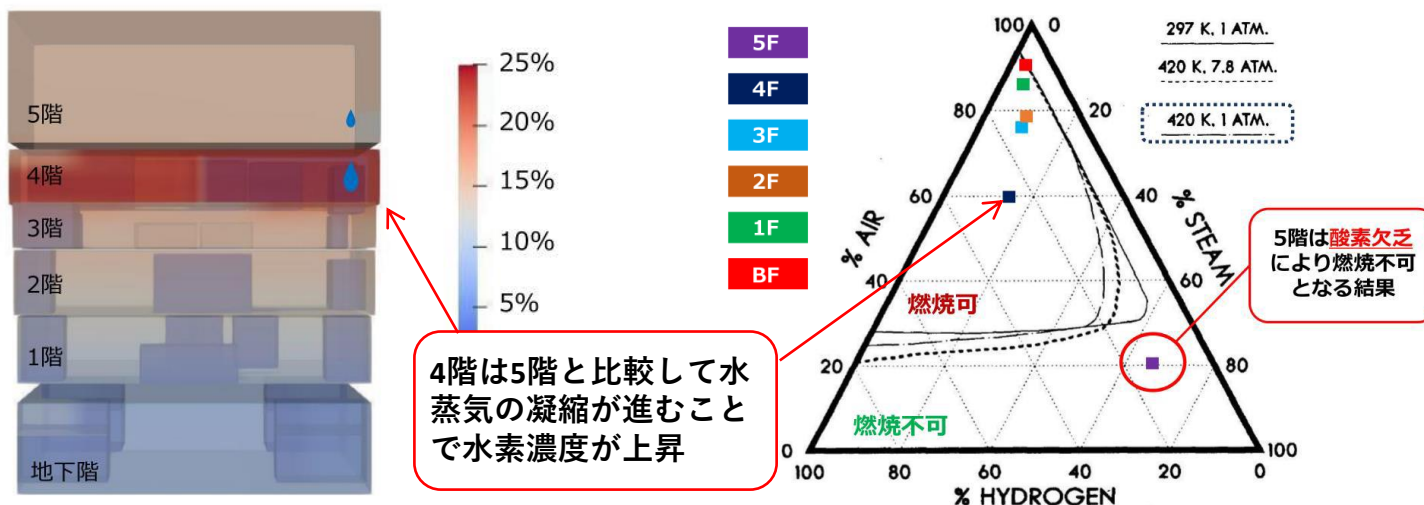 5階
4階
3階
2階
1階
地下階
25%
20%
15%
10%
5%
4階は5階と比較して水
蒸気の凝縮が進むこと
で水素濃度が上昇
5F
4F
3F
2F
1F
BF
100
0
80
20
60
40
40
60
20
80
0
100
100
80
60
40
20
0
% AIR
% STEAM
% HYDROGEN
297 K, 1 ATM.
420 K, 7.8 ATM.
420 K, 1 ATM.
燃焼可
燃焼不可
5階は酸素欠乏
により燃焼不可
となる結果